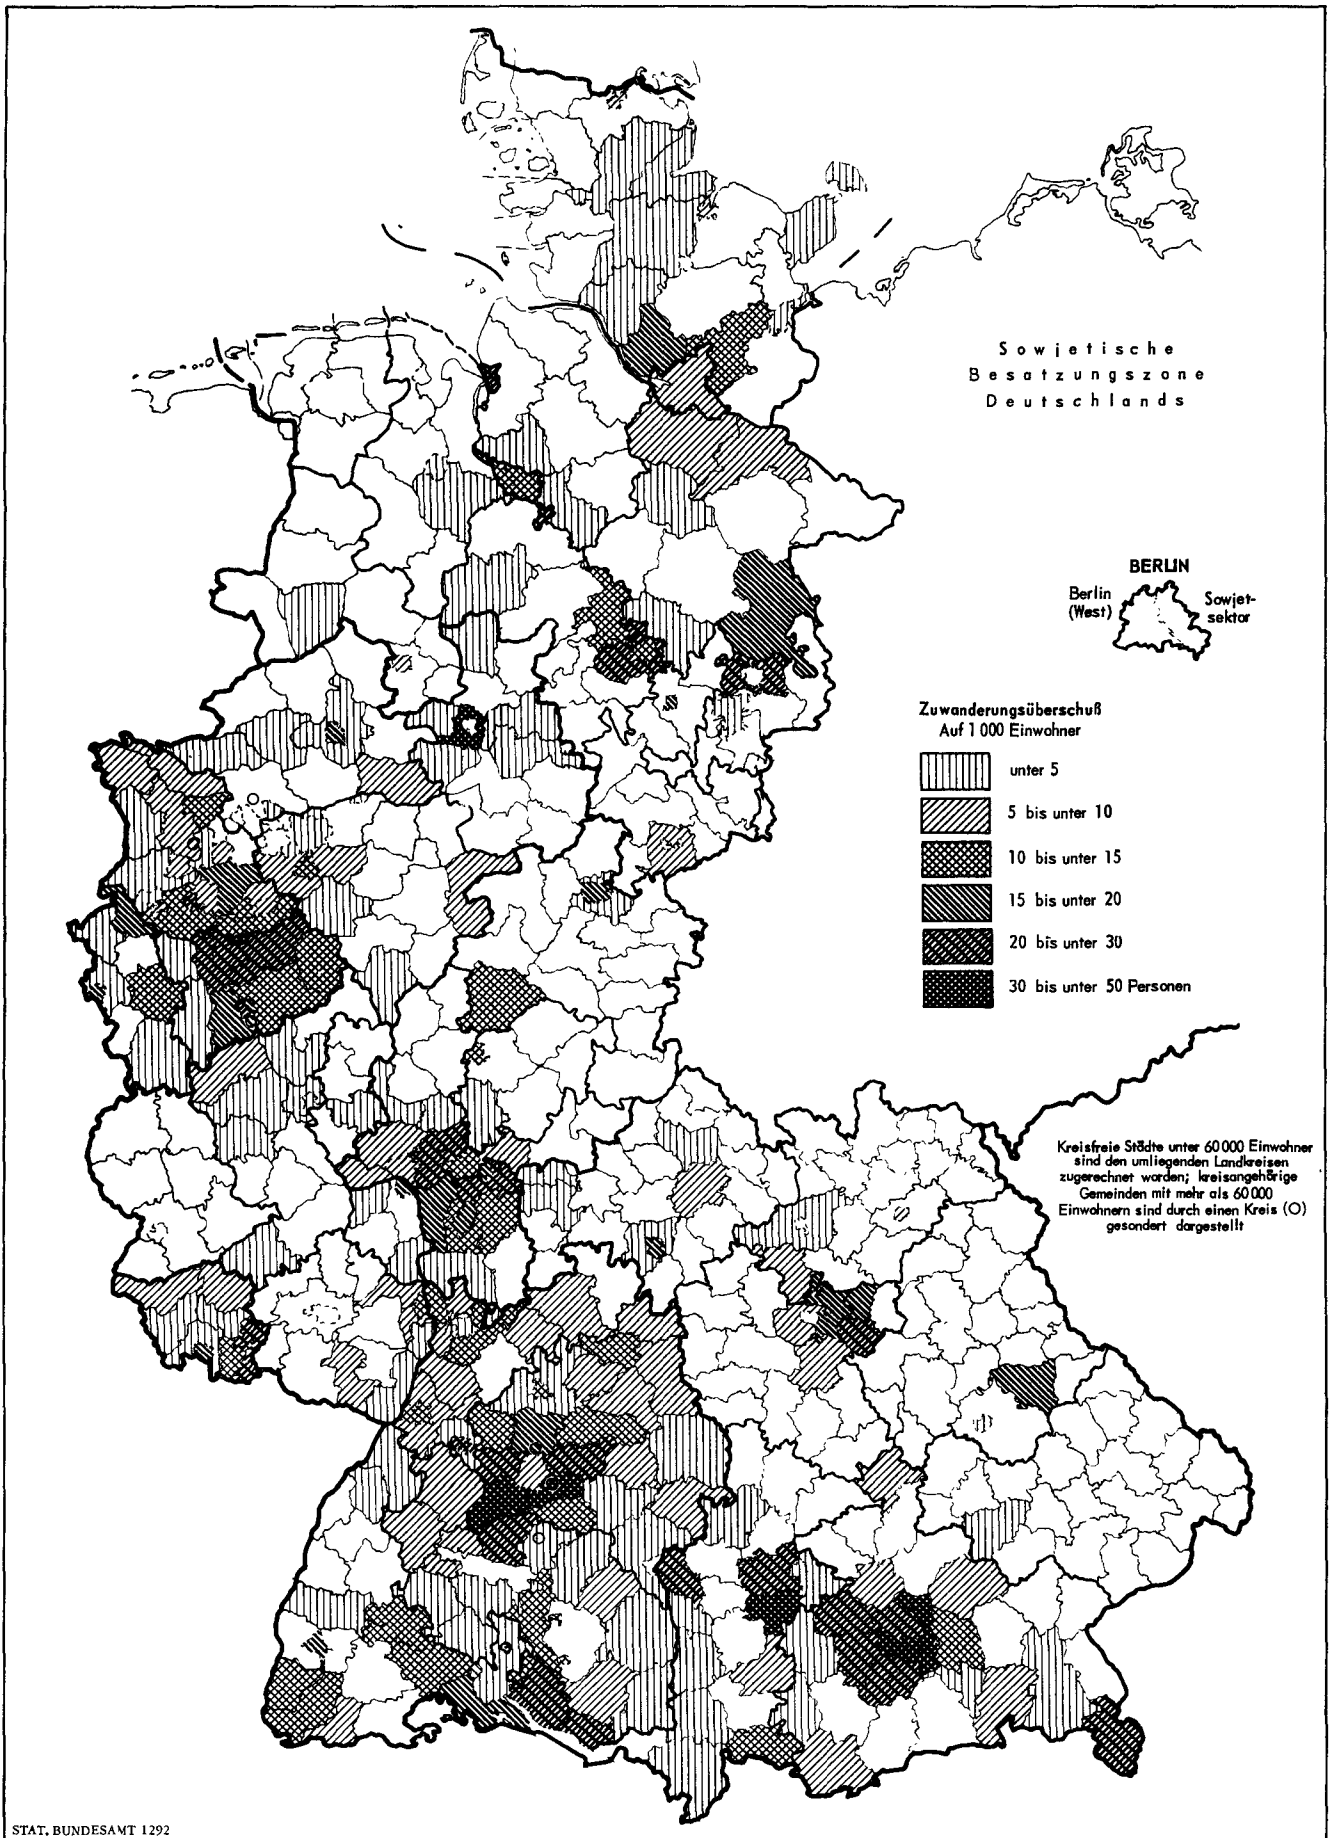 Sowjetische
Besatzungszone
Deutschlands
BERLIN
Berlin
(West)
Sowjet-
sektor
Zuwanderungsüberschuß
Auf 1 000 Einwohner
unter 5
5 bis unter 10
10 bis unter 15
15 bis unter 20
20 bis unter 30
30 bis unter 50 Personen
Kreisfreie Städte unter 60 000 Einwohner
sind den umliegenden Landkreisen
zugerechnet worden; kreisangehörige
Gemeinden mit mehr als 60 000
Einwohnern sind durch einen Kreis (O)
gesondert dargestellt
STAT. BUNDESAMT 1292